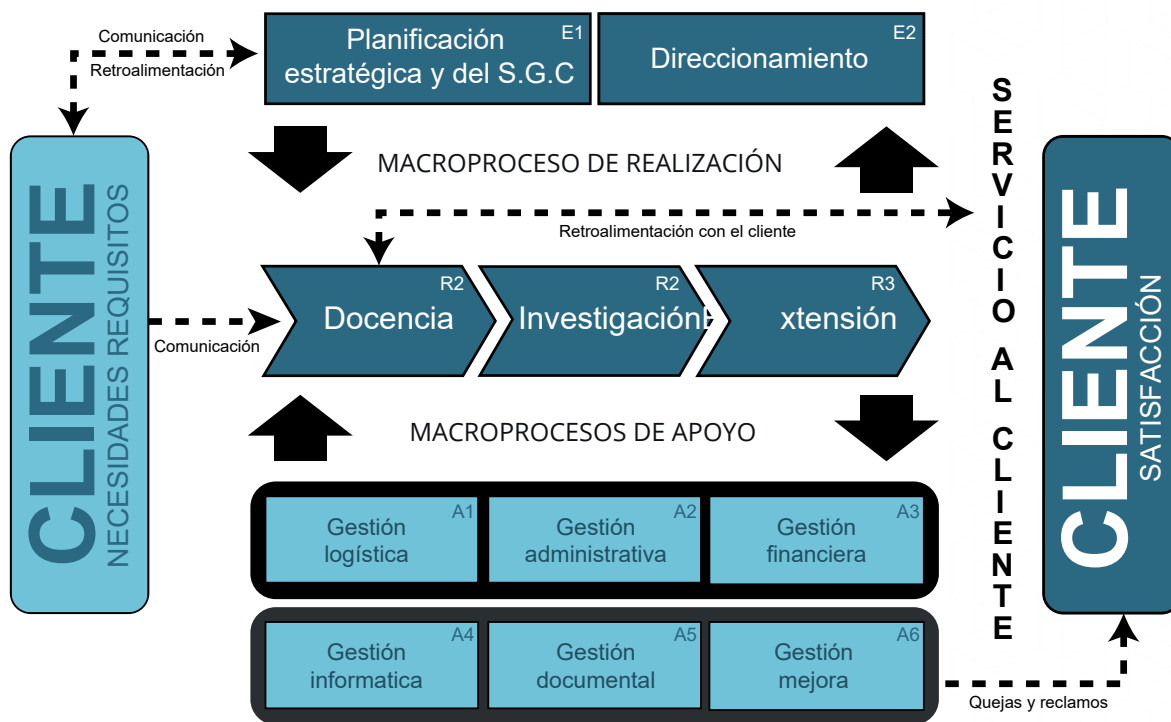 Comunicación
Retroalimentación
Planificación
estratégica y del S.G.C
E1
Direccionamiento
E2
MACROPROCESO DE REALIZACIÓN
Retroalimentación con el cliente
CLIENTE
NECESIDADES REQUISITOS
Comunicación
Docencia
R2
InvestigaciónE
R2
xtensión
R3
MACROPROCESOS DE APOYO
Gestión
logística
A1
Gestión
administrativa
A2
Gestión
financiera
A3
Gestión
informatica
A4
Gestión
documental
A5
Gestión
mejora
A6
SERVICIO AL CLIENTE
CLIENTE
SATISFACCIÓN
Quejas y reclamos